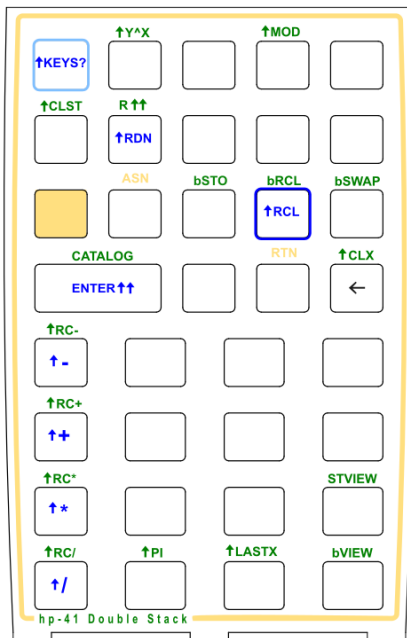 ↑Y^X ↑MOD
↑KEYS?
↑CLST R↑↑
↑RDN
ASN bSTO bRCL bSWAP
↑RCL
CATALOG RTN ↑CLX
ENTER↑↑ ←
↑RC-
↑-
↑RC+
↑+
↑RC* STVIEW
↑*
↑RC/ ↑PI ↑LASTX bVIEW
↑/
hp-41 Double Stack